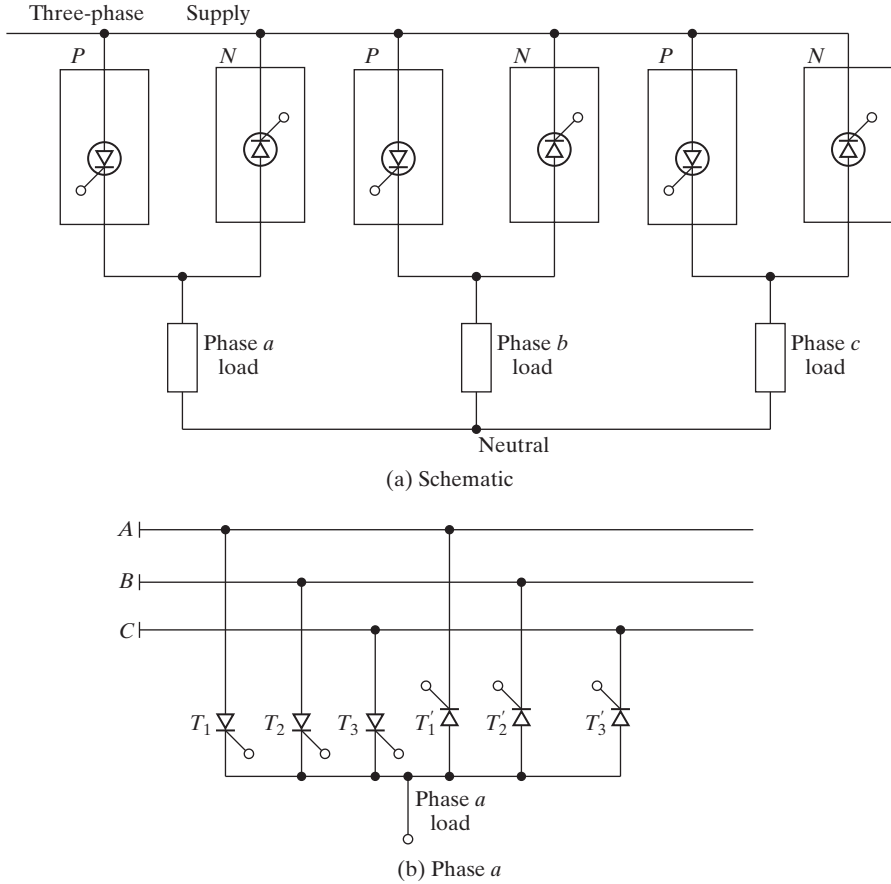 Three-phase Supply
P N P N P N
Phase a Phase b Phase c
load load load
Neutral
(a) Schematic
A
B
C
T1 T2 T3 T1′ T2′ T3′
Phase a
load
(b) Phase a